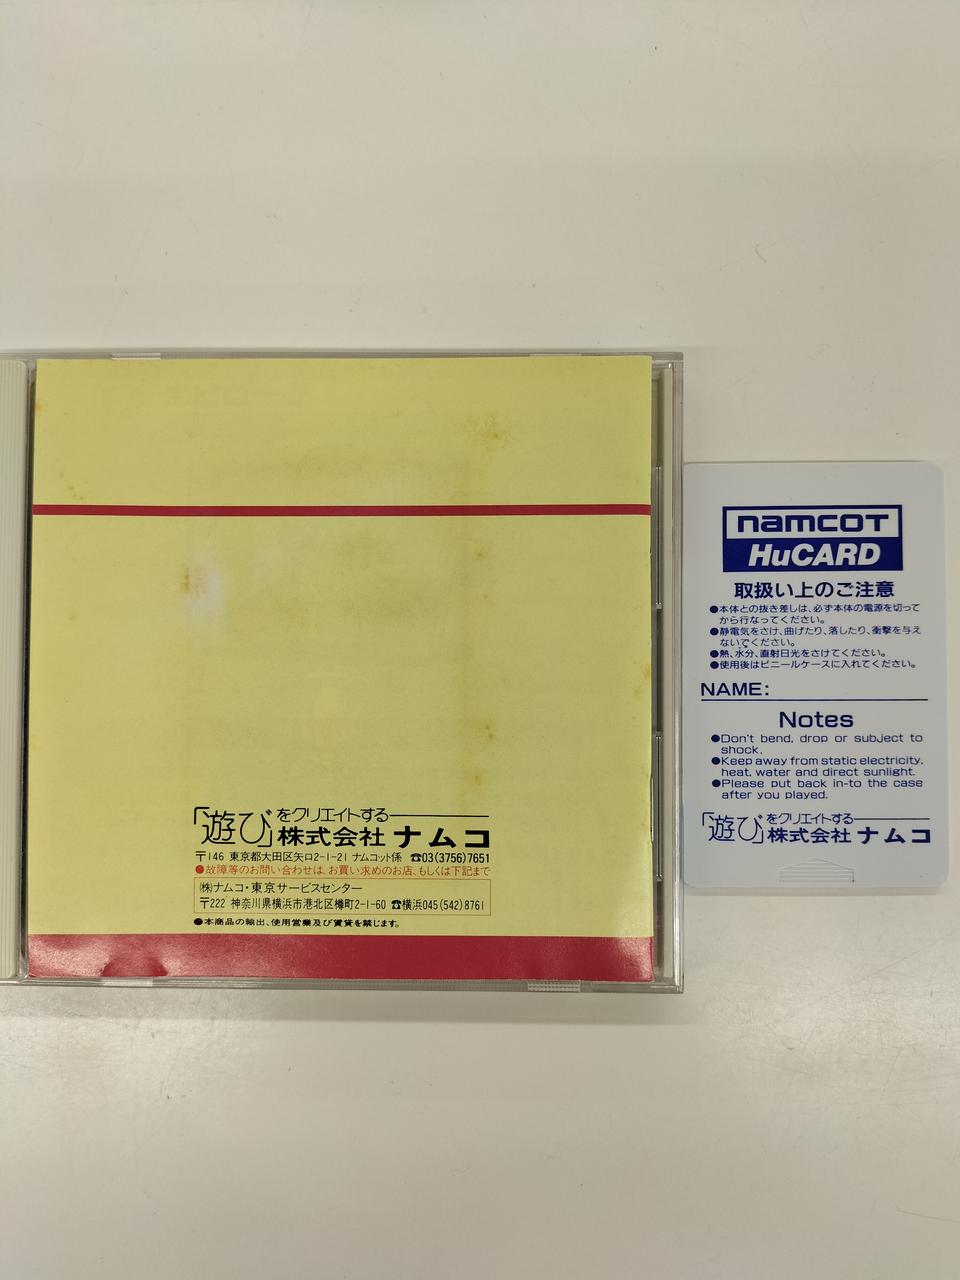 「遊び」をクリエイトする
株式会社ナムコ
〒146 東京都大田区矢口2-1-21 ナムコット係 ☎03(3756)7651
●故障等のお問い合わせは、お買い求めのお店、もしくは下記まで
㈱ナムコ・東京サービスセンター
〒222 神奈川県横浜市港北区樽町2-1-60 ☎横浜045(542)8761
●本商品の輸出、使用営業及び賃貸を禁じます。
namcoT
HuCARD
取扱い上のご注意
●本体との抜き差しは、必ず本体の電源を切って
から行なってください。
●静電気をさけ、曲げたり、落したり、衝撃を与え
ないでください。
●熱、水分、直射日光をさけてください。
●使用後はビニールケースに入れてください。
NAME:
Notes
●Don't bend, drop or subject to
shock.
●Keep away from static electricity,
heat, water and direct sunlight.
●Please put back in-to the case
after you played.
「遊び」をクリエイトする
株式会社ナムコ